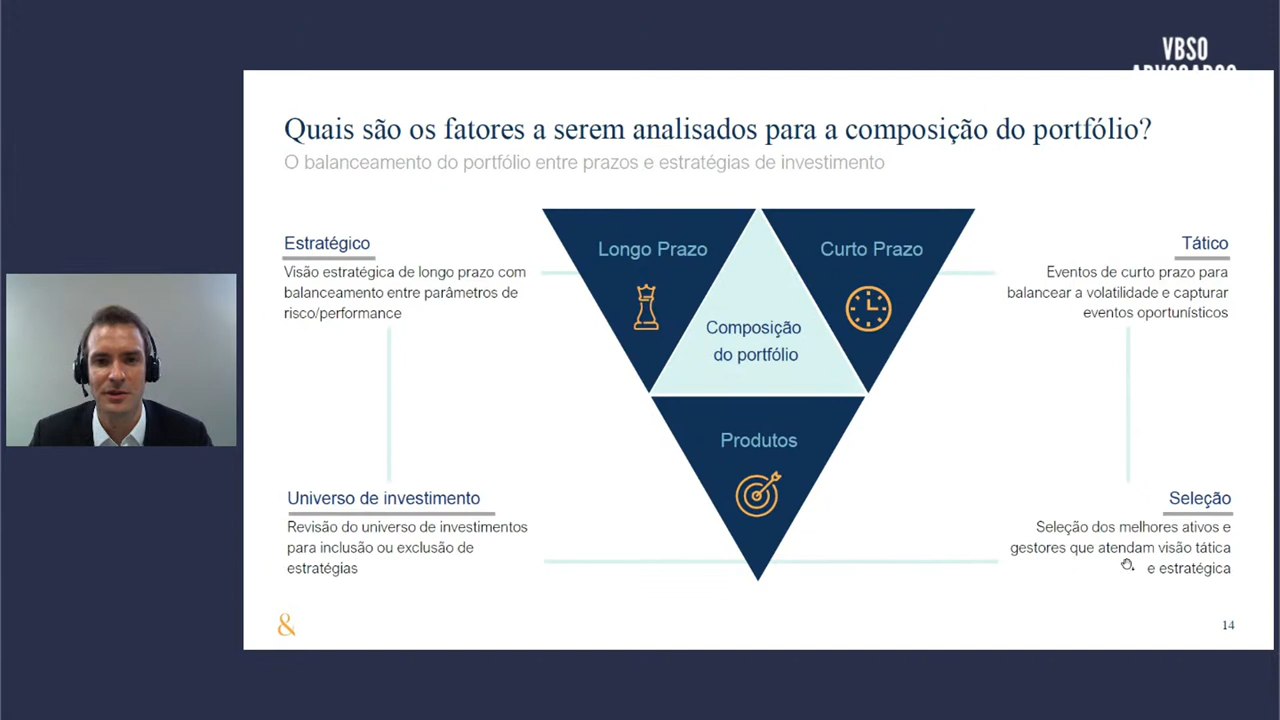 VBSO
ADVOGADOS
Quais são os fatores a serem analisados para a composição do portfólio?
O balanceamento do portfólio entre prazos e estratégias de investimento
Estratégico
Visão estratégica de longo prazo com
balanceamento entre parâmetros de
risco/performance
Longo Prazo
Curto Prazo
Composição
do portfólio
Produtos
Tático
Eventos de curto prazo para
balancear a volatilidade e capturar
eventos oportunísticos
Universo de investimento
Revisão do universo de investimentos
para inclusão ou exclusão de
estratégias
Seleção
Seleção dos melhores ativos e
gestores que atendam visão tática
e estratégica
&
14